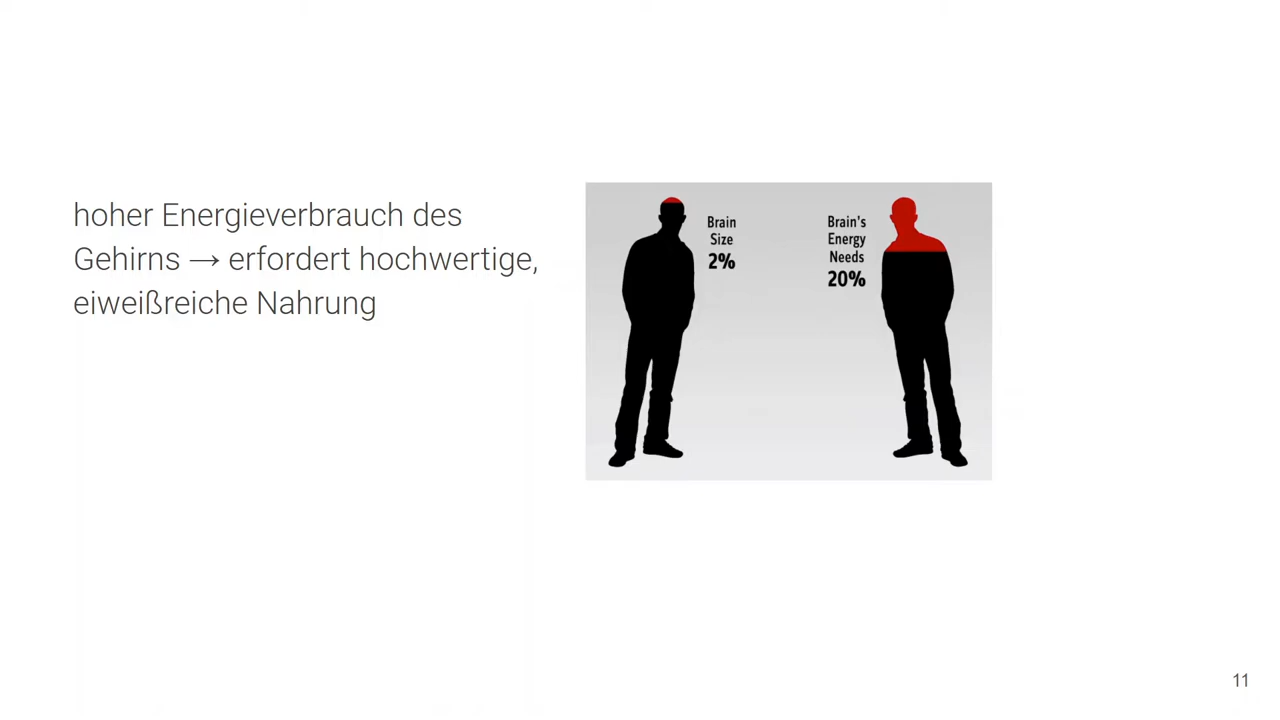 hoher Energieverbrauch des
Gehirns → erfordert hochwertige,
eiweißreiche Nahrung
Brain
Size
2%
Brain's
Energy
Needs
20%
11